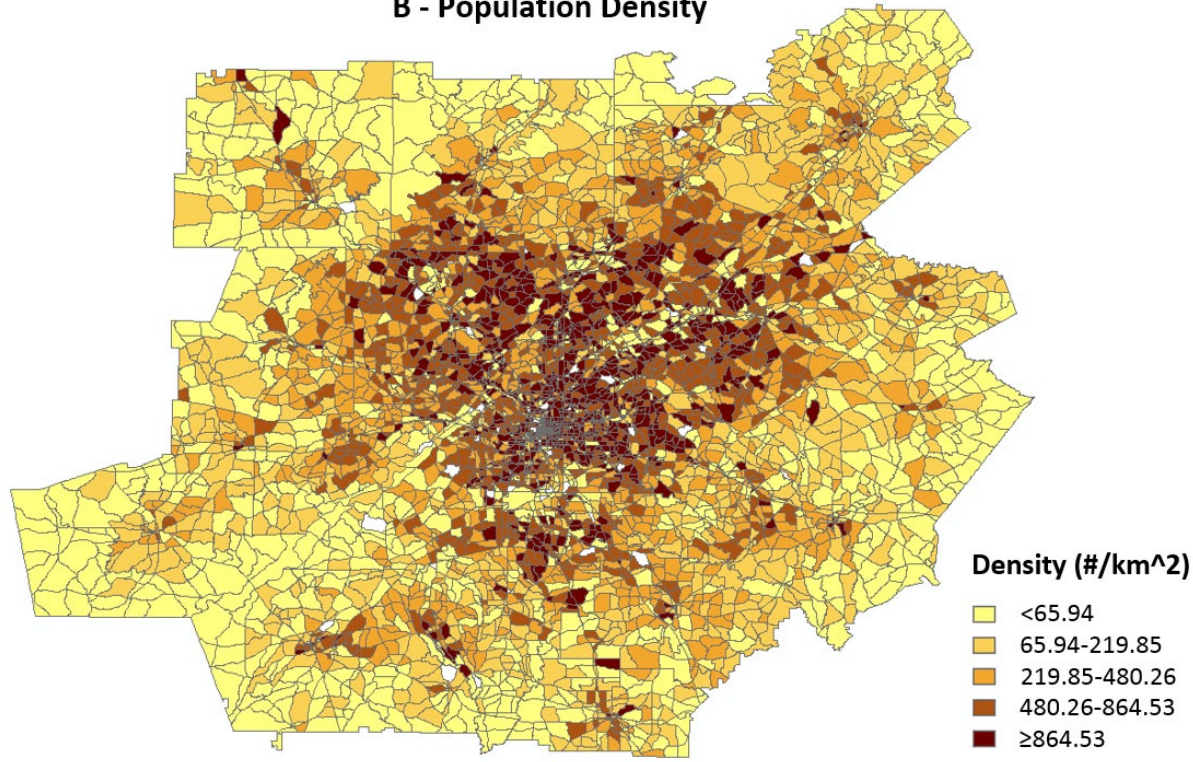 B - Population Density
Density (#/km^2)
<65.94
65.94-219.85
219.85-480.26
480.26-864.53
≥864.53